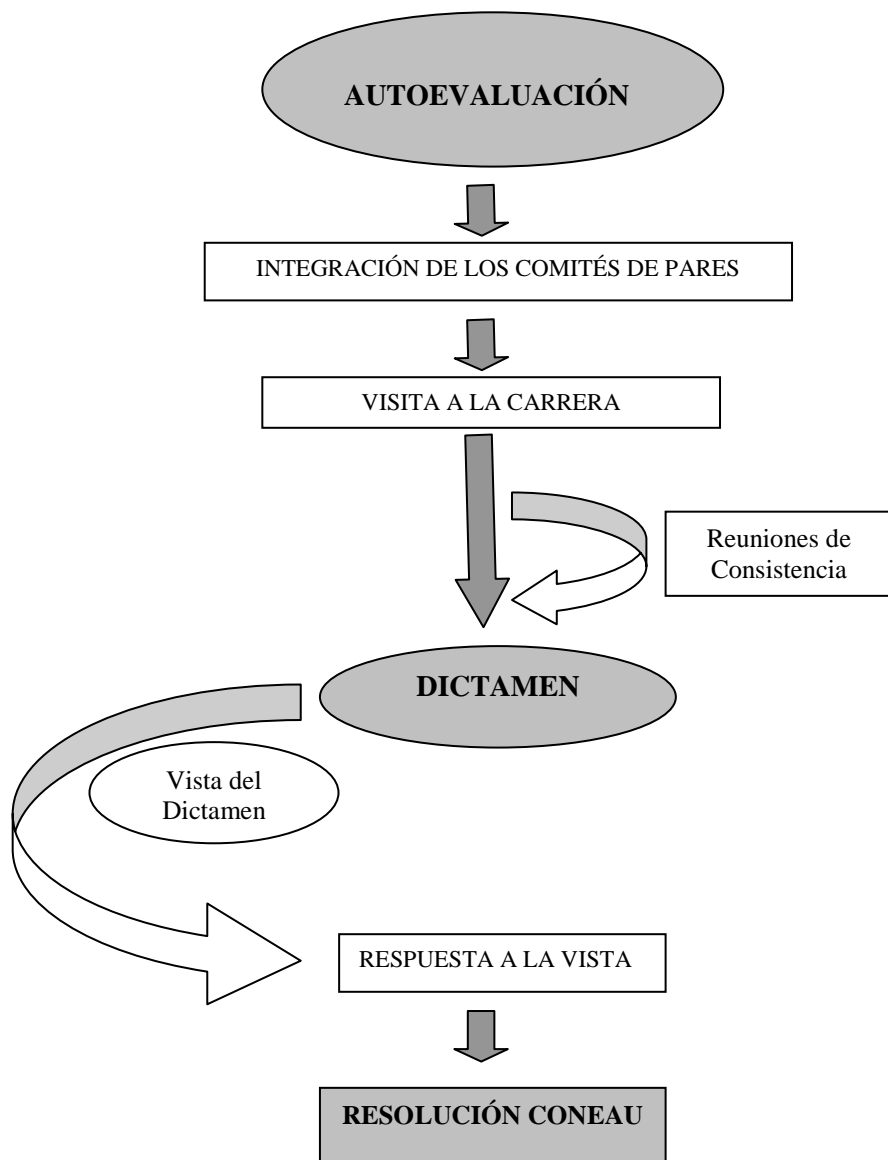 AUTOEVALUACIÓN
INTEGRACIÓN DE LOS COMITÉS DE PARES
VISITA A LA CARRERA
Reuniones de
Consistencia
DICTAMEN
Vista del
Dictamen
RESPUESTA A LA VISTA
RESOLUCIÓN CONEAU